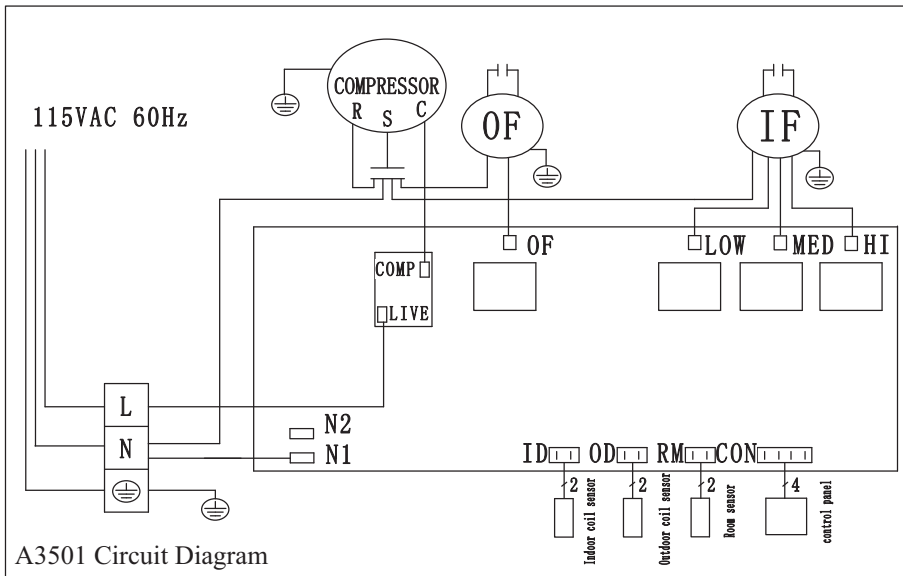 COMPRESSOR
R S C
OF
IF
115VAC 60Hz
OF
LOW
MED
HI
COMP
LIVE
L
N
N2
N1
ID
OD
RM
CON
2
2
2
4
Indoor coil sensor
Outdoor coil sensor
Room sensor
control panel
A3501 Circuit Diagram